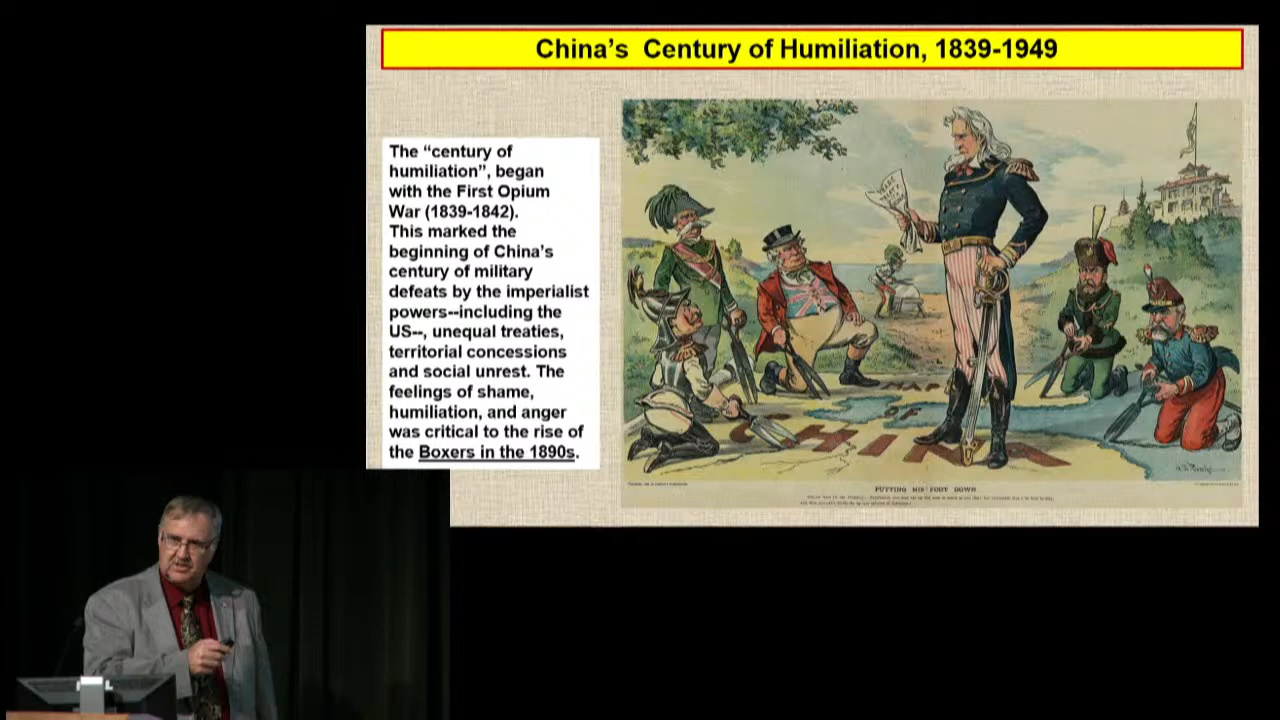 China's Century of Humiliation, 1839-1949
The “century of
humiliation”, began
with the First Opium
War (1839-1842).
This marked the
beginning of China's
century of military
defeats by the imperialist
powers--including the
US--, unequal treaties,
territorial concessions
and social unrest. The
feelings of shame,
humiliation, and anger
was critical to the rise of
the Boxers in the 1890s.
TRADE
MAP
OF
CHINA
PUTTING HIS FOOT DOWN